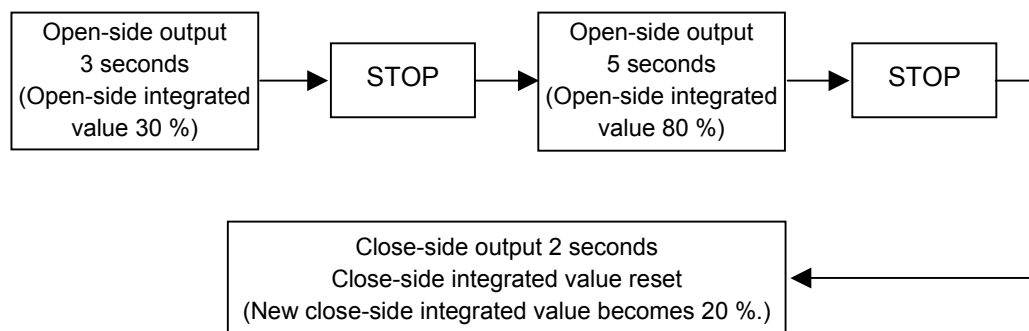 Open-side output
3 seconds
(Open-side integrated
value 30 %)
STOP
Open-side output
5 seconds
(Open-side integrated
value 80 %)
STOP
Close-side output 2 seconds
Close-side integrated value reset
(New close-side integrated value becomes 20 %.)